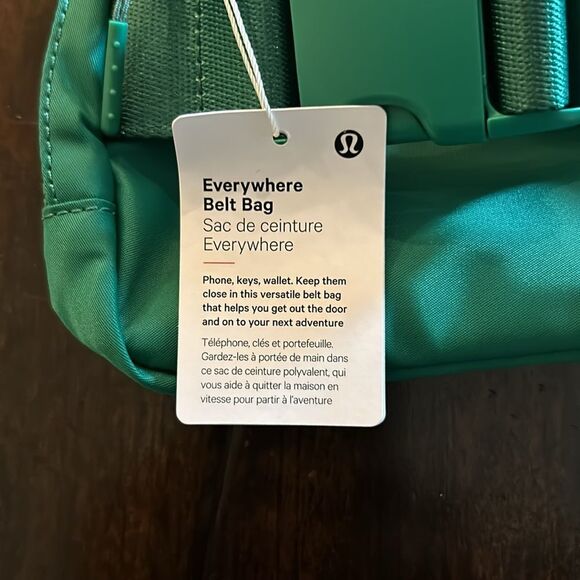 Everywhere
Belt Bag
Sac de ceinture
Everywhere
Phone, keys, wallet. Keep them
close in this versatile belt bag
that helps you get out the door
and on to your next adventure
Téléphone, clés et portefeuille.
Gardez-les à portée de main dans
ce sac de ceinture polyvalent, qui
vous aide à quitter la maison en
vitesse pour partir à l'aventure